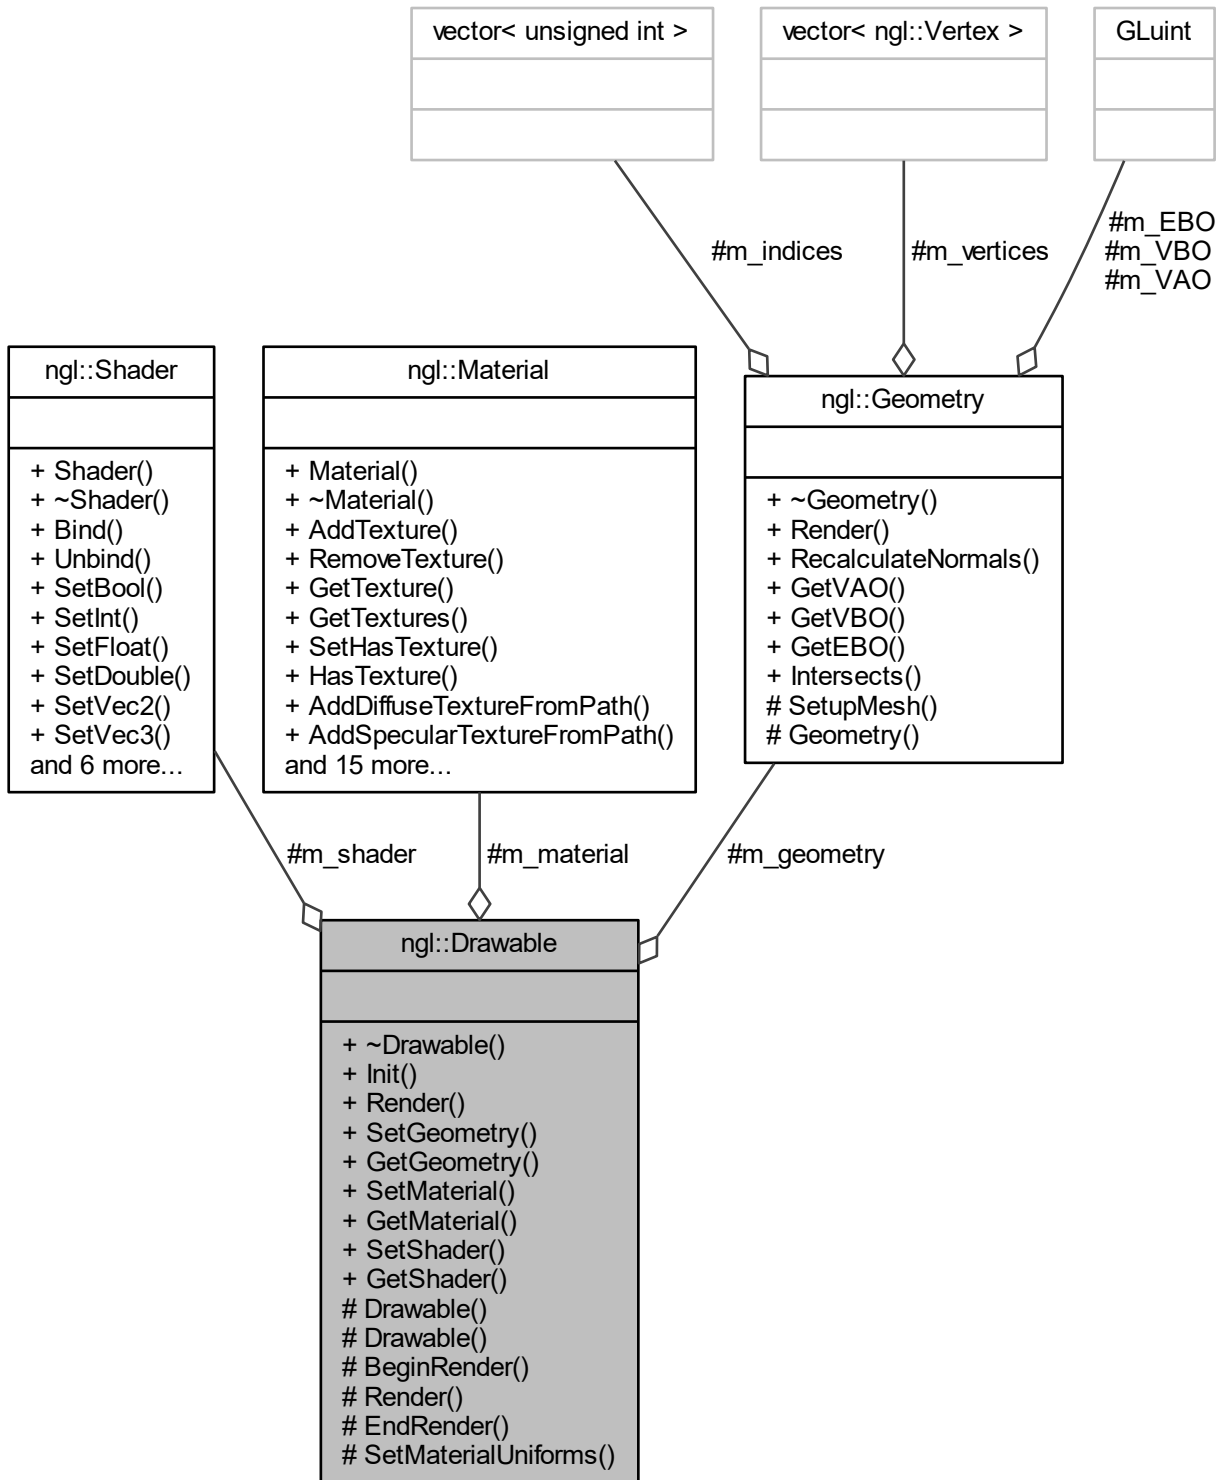 vector< unsigned int >
vector< ngl::Vertex >
GLuint
#m_indices
#m_vertices
#m_EBO
#m_VBO
#m_VAO
ngl::Shader
+ Shader()
+ ~Shader()
+ Bind()
+ Unbind()
+ SetBool()
+ SetInt()
+ SetFloat()
+ SetDouble()
+ SetVec2()
+ SetVec3()
and 6 more...
ngl::Material
+ Material()
+ ~Material()
+ AddTexture()
+ RemoveTexture()
+ GetTexture()
+ GetTextures()
+ SetHasTexture()
+ HasTexture()
+ AddDiffuseTextureFromPath()
+ AddSpecularTextureFromPath()
and 15 more...
ngl::Geometry
+ ~Geometry()
+ Render()
+ RecalculateNormals()
+ GetVAO()
+ GetVBO()
+ GetEBO()
+ Intersects()
# SetupMesh()
# Geometry()
#m_shader
#m_material
#m_geometry
ngl::Drawable
+ ~Drawable()
+ Init()
+ Render()
+ SetGeometry()
+ GetGeometry()
+ SetMaterial()
+ GetMaterial()
+ SetShader()
+ GetShader()
# Drawable()
# Drawable()
# BeginRender()
# Render()
# EndRender()
# SetMaterialUniforms()